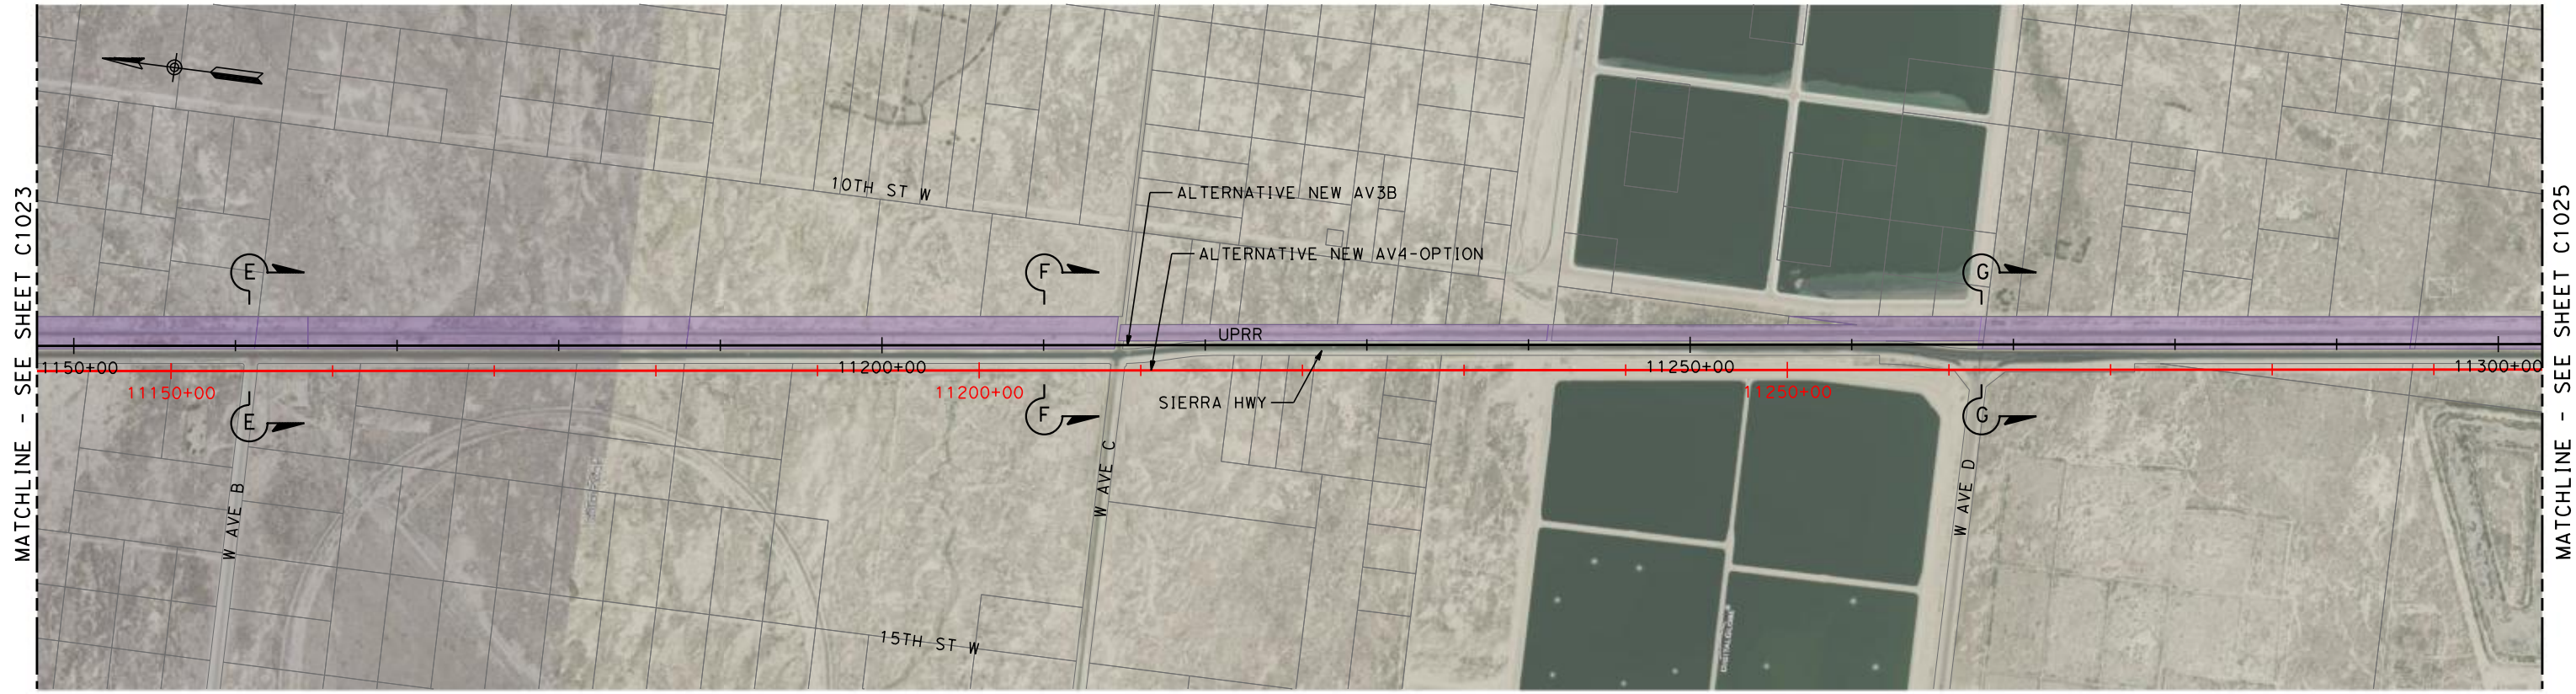 MATCHLINE - SEE SHEET C1023
MATCHLINE - SEE SHEET C1025
10TH ST W
ALTERNATIVE NEW AV3B
ALTERNATIVE NEW AV4-OPTION
E
F
G
UPRR
1150+00
11200+00
11250+00
11300+00
11150+00
11200+00
11250+00
SIERRA HWY
E
F
G
W AVE B
W AVE C
W AVE D
15TH ST W
DIGITALGLOBE